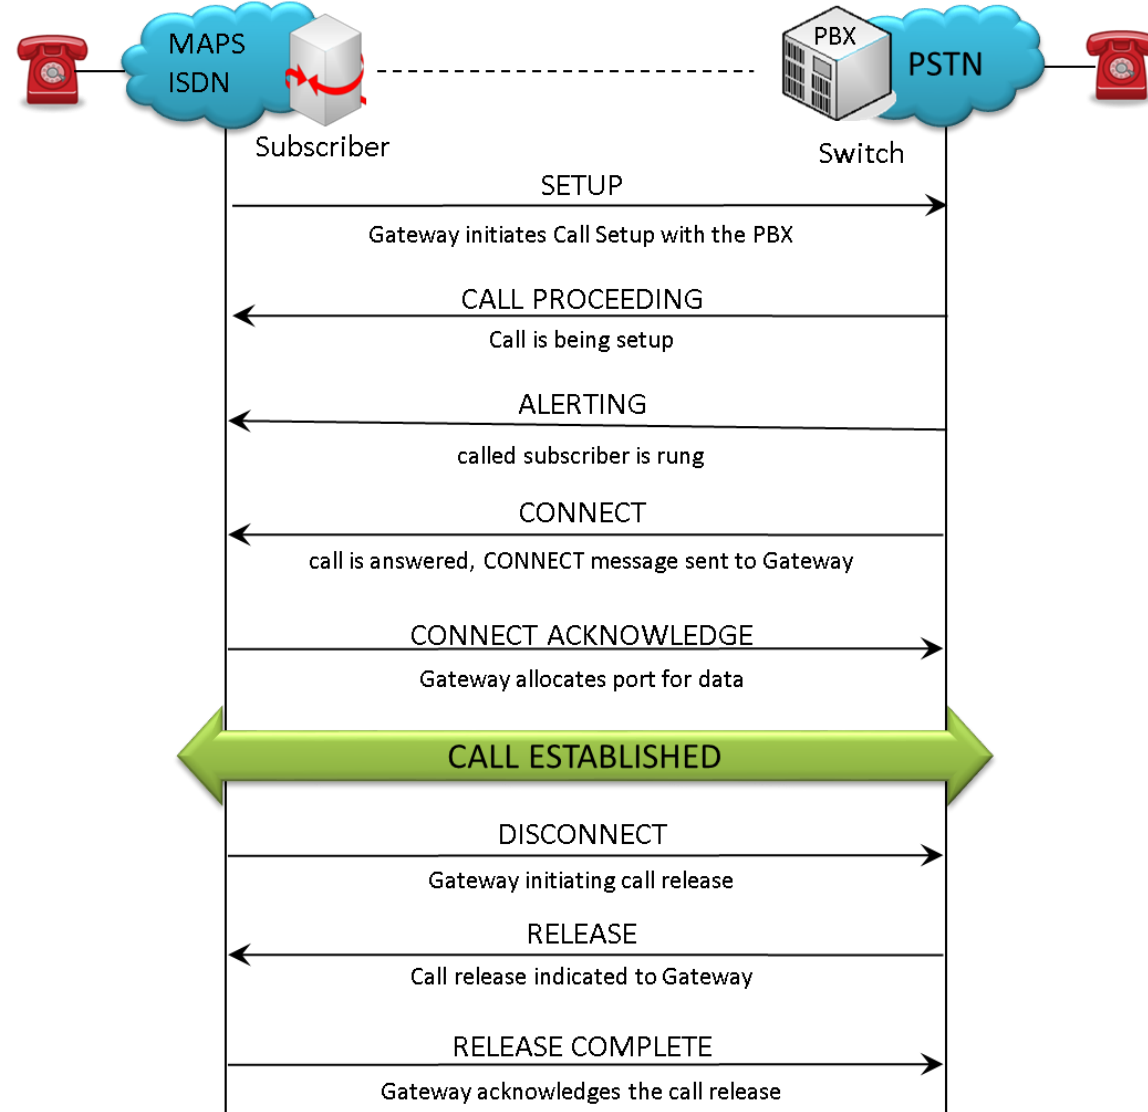 MAPS
ISDN
PBX
PSTN
Subscriber
Switch
SETUP
Gateway initiates Call Setup with the PBX
CALL PROCEEDING
Call is being setup
ALERTING
called subscriber is rung
CONNECT
call is answered, CONNECT message sent to Gateway
CONNECT ACKNOWLEDGE
Gateway allocates port for data
CALL ESTABLISHED
DISCONNECT
Gateway initiating call release
RELEASE
Call release indicated to Gateway
RELEASE COMPLETE
Gateway acknowledges the call release